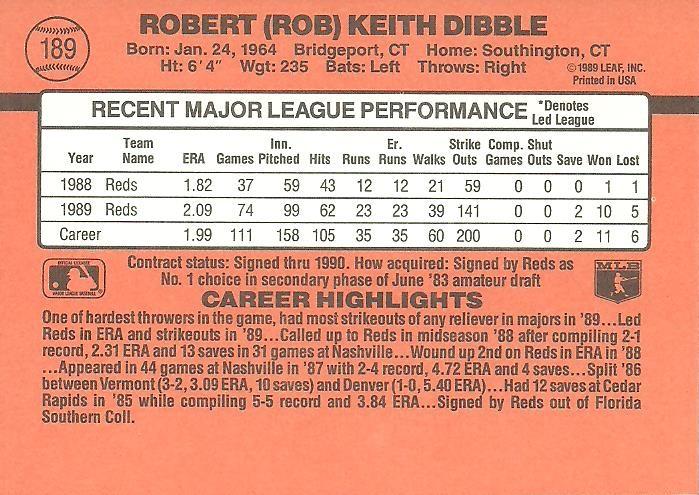 189
ROBERT (ROB) KEITH DIBBLE
Born: Jan. 24, 1964 Bridgeport, CT Home: Southington, CT
Ht: 6'4" Wgt: 235 Bats: Left Throws: Right
©1989 LEAF, INC.
Printed in USA
RECENT MAJOR LEAGUE PERFORMANCE *Denotes Led League
Year Team Name ERA Games Inn. Pitched Hits Runs Er. Runs Walks Strike Outs Comp. Games Shut Outs Save Won Lost
1988 Reds 1.82 37 59 43 12 12 21 59 0 0 0 1 1
1989 Reds 2.09 74 99 62 23 23 39 141 0 0 2 10 5
Career 1.99 111 158 105 35 35 60 200 0 0 2 11 6
Contract status: Signed thru 1990. How acquired: Signed by Reds as
No. 1 choice in secondary phase of June '83 amateur draft
OFFICIAL LICENSEE
MAJOR LEAGUE BASEBALL
MLB
CAREER HIGHLIGHTS
One of hardest throwers in the game, had most strikeouts of any reliever in majors in '89...Led
Reds in ERA and strikeouts in '89...Called up to Reds in midseason '88 after compiling 2-1
record, 2.31 ERA and 13 saves in 31 games at Nashville...Wound up 2nd on Reds in ERA in '88
...Appeared in 44 games at Nashville in '87 with 2-4 record, 4.72 ERA and 4 saves...Split '86
between Vermont (3-2, 3.09 ERA, 10 saves) and Denver (1-0, 5.40 ERA)...Had 12 saves at Cedar
Rapids in '85 while compiling 5-5 record and 3.84 ERA...Signed by Reds out of Florida
Southern Coll.